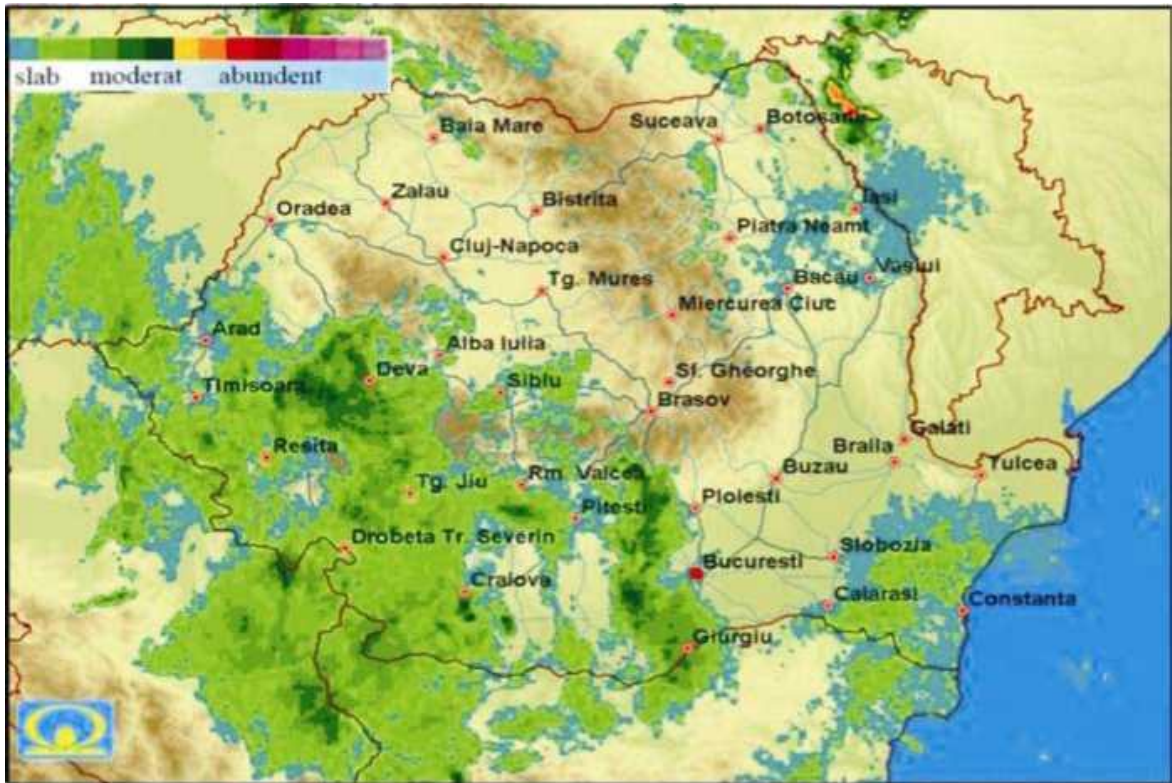 slab moderat abundent
Baia Mare
Suceava
Botosani
Zalau
Bistrita
Iasi
Oradea
Piatra Neamt
Cluj-Napoca
Tg. Mures
Bacau
Vaslui
Miercurea Ciuc
Arad
Alba Iulia
Deva
Sf. Gheorghe
Timisoara
Sibiu
Brasov
Galati
Resita
Braila
Tg. Jiu
Rm. Valcea
Buzau
Tulcea
Pitesti
Ploiesti
Drobeta Tr. Severin
Slobozia
Bucuresti
Craiova
Calarasi
Constanta
Giurgiu